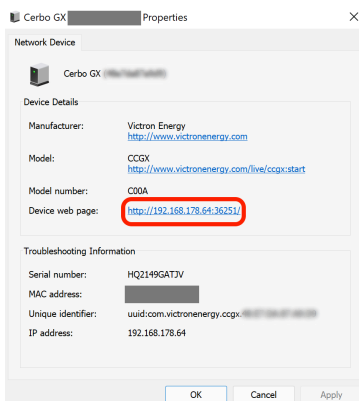 Cerbo GX Properties
Network Device
Cerbo GX
Device Details
Manufacturer: Victron Energy
http://www.victronenergy.com
Model: CCGX
http://www.victronenergy.com/live/ccgx:start
Model number: C00A
Device web page: http://192.168.178.64:36251/
Troubleshooting Information
Serial number: HQ2149GATJV
MAC address:
Unique identifier: uuid:com.victronenergy.ccgx.
IP address: 192.168.178.64
OK Cancel Apply